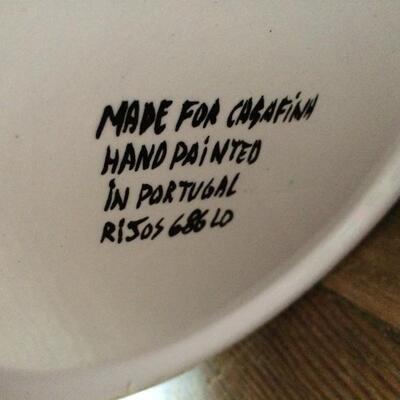 MADE FOR CASAFINA
HAND PAINTED
IN PORTUGAL
RIJOS 686 LO